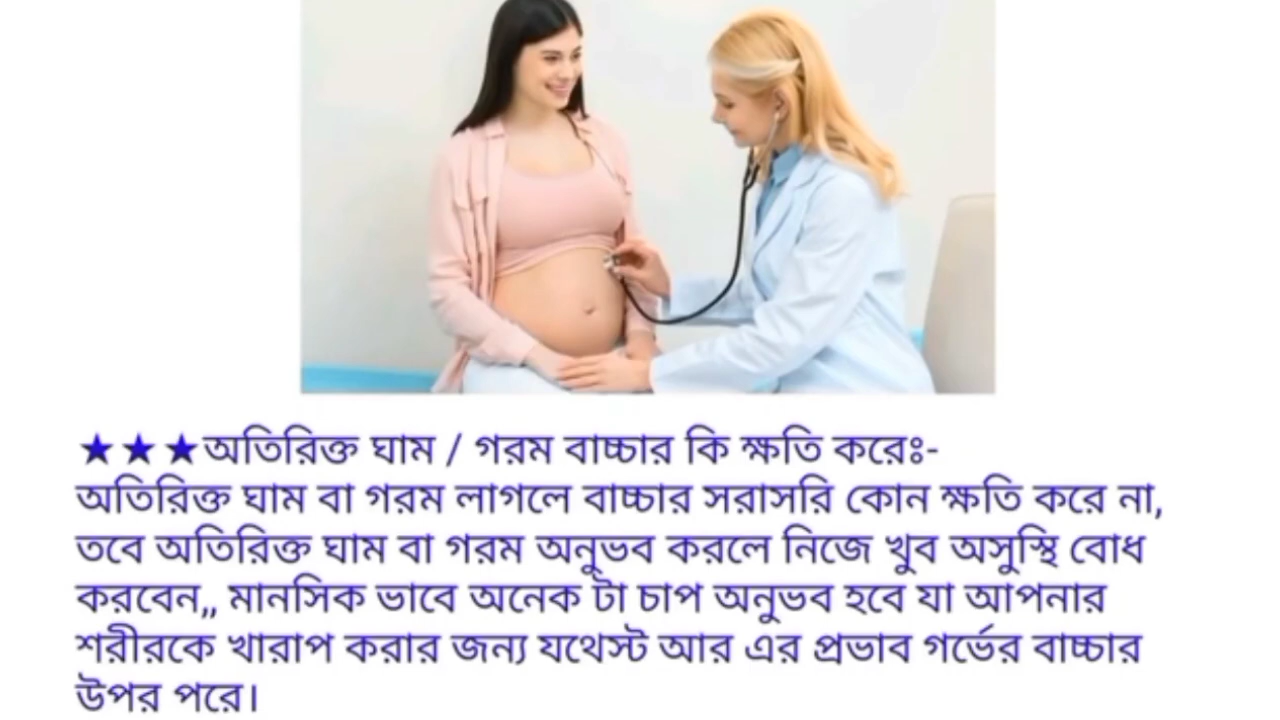 ★★★অতিরিক্ত ঘাম / গরম বাচ্চার কি ক্ষতি করেঃ-
অতিরিক্ত ঘাম বা গরম লাগলে বাচ্চার সরাসরি কোন ক্ষতি করে না,
তবে অতিরিক্ত ঘাম বা গরম অনুভব করলে নিজে খুব অসুস্থি বোধ
করবেন,, মানসিক ভাবে অনেক টা চাপ অনুভব হবে যা আপনার
শরীরকে খারাপ করার জন্য যথেস্ট আর এর প্রভাব গর্ভের বাচ্চার
উপর পরে।